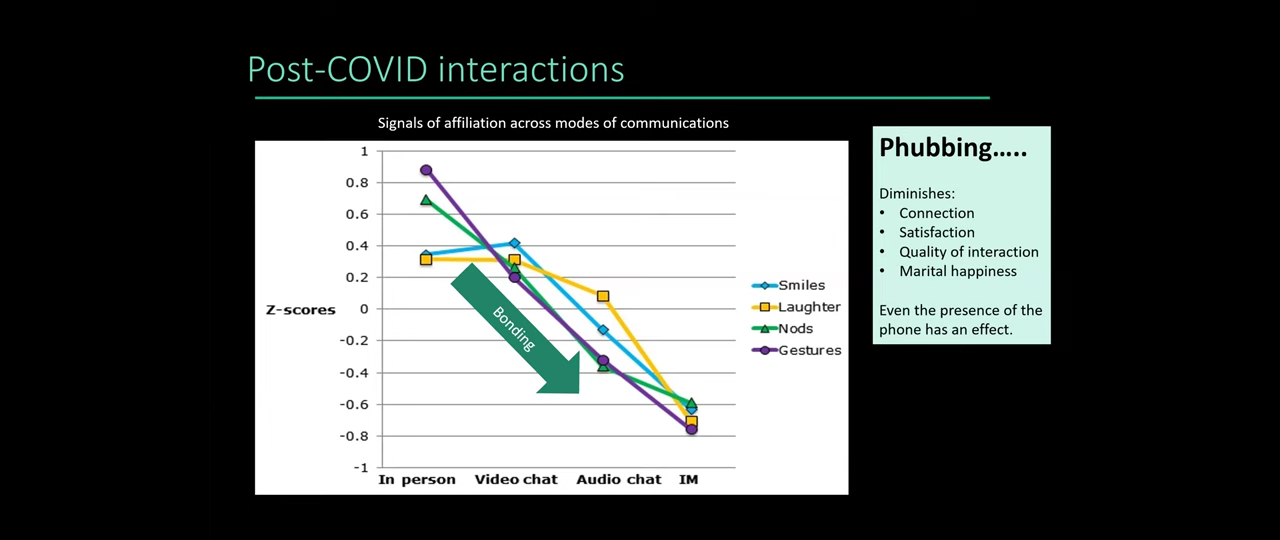 Post-COVID interactions
Signals of affiliation across modes of communications
1
0.8
0.6
0.4
0.2
0
-0.2
-0.4
-0.6
-0.8
-1
Z-scores
Bonding
In person Video chat Audio chat IM
Smiles
Laughter
Nods
Gestures
Phubbing.....
Diminishes:
• Connection
• Satisfaction
• Quality of interaction
• Marital happiness
Even the presence of the
phone has an effect.